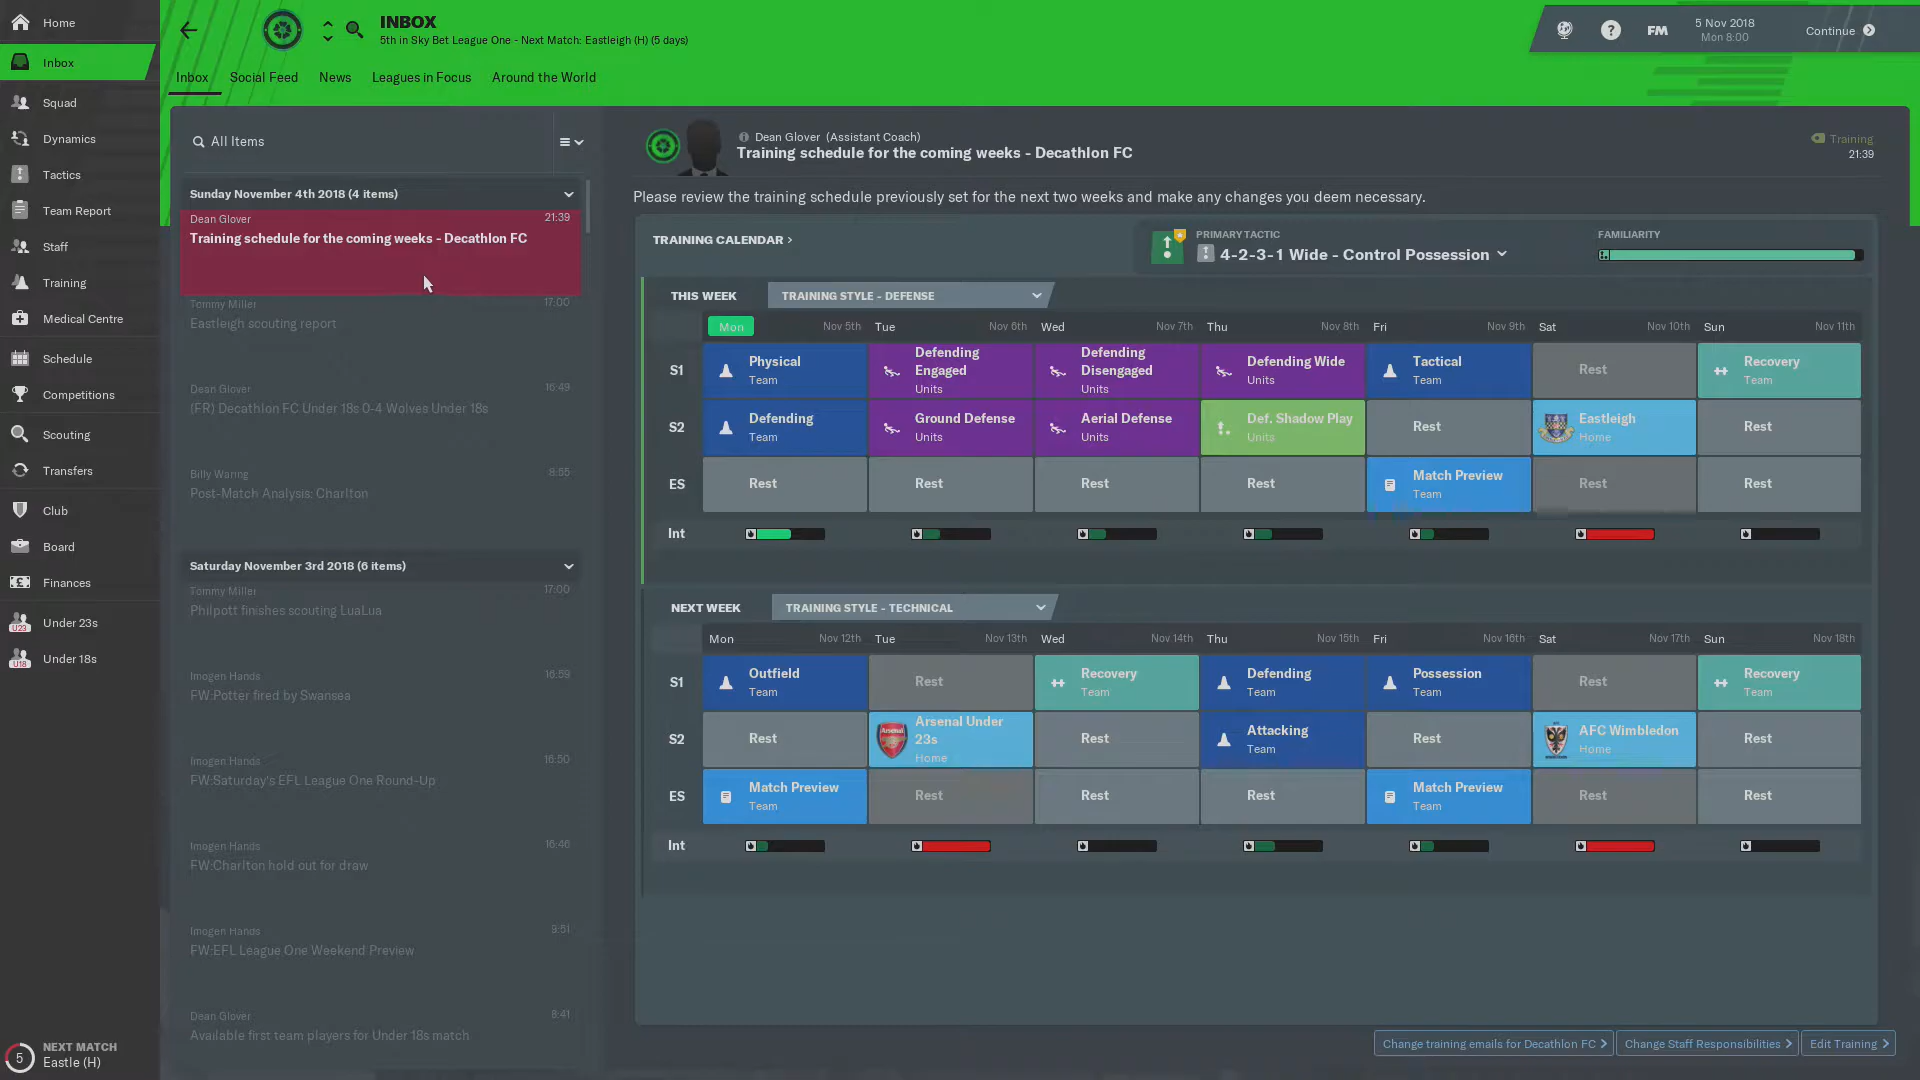 Home
Inbox
Squad
Dynamics
Tactics
Team Report
Staff
Training
Medical Centre
Schedule
Competitions
Scouting
Transfers
Club
Board
Finances
U23 Under 23s
U18 Under 18s
5 NEXT MATCH
Eastle (H)
INBOX
5th in Sky Bet League One - Next Match: Eastleigh (H) (5 days)
FM
5 Nov 2018
Mon 8:00
Continue
Inbox Social Feed News Leagues in Focus Around the World
All Items
Sunday November 4th 2018 (4 items)
Dean Glover 21:39
Training schedule for the coming weeks - Decathlon FC
Tommy Miller 17:00
Eastleigh scouting report
Dean Glover 16:49
(FR) Decathlon FC Under 18s 0-4 Wolves Under 18s
Billy Waring 8:55
Post-Match Analysis: Charlton
Saturday November 3rd 2018 (6 items)
Tommy Miller 17:00
Philpott finishes scouting LuaLua
Imogen Hands 16:59
FW:Potter fired by Swansea
Imogen Hands 16:50
FW:Saturday's EFL League One Round-Up
Imogen Hands 16:46
FW:Charlton hold out for draw
Imogen Hands 9:51
FW:EFL League One Weekend Preview
Dean Glover 8:41
Available first team players for Under 18s match
Dean Glover (Assistant Coach)
Training schedule for the coming weeks - Decathlon FC
Training
21:39
Please review the training schedule previously set for the next two weeks and make any changes you deem necessary.
TRAINING CALENDAR >
PRIMARY TACTIC
4-2-3-1 Wide - Control Possession
FAMILIARITY
THIS WEEK TRAINING STYLE - DEFENSE
Mon Nov 5th Tue Nov 6th Wed Nov 7th Thu Nov 8th Fri Nov 9th Sat Nov 10th Sun Nov 11th
S1
Physical
Team
Defending
Engaged
Units
Defending
Disengaged
Units
Defending Wide
Units
Tactical
Team
Rest
Recovery
Team
S2
Defending
Team
Ground Defense
Units
Aerial Defense
Units
Def. Shadow Play
Units
Rest
Eastleigh
Home
Rest
ES
Rest
Rest
Rest
Rest
Match Preview
Team
Rest
Rest
Int
NEXT WEEK TRAINING STYLE - TECHNICAL
Mon Nov 12th Tue Nov 13th Wed Nov 14th Thu Nov 15th Fri Nov 16th Sat Nov 17th Sun Nov 18th
S1
Outfield
Team
Rest
Recovery
Team
Defending
Team
Possession
Team
Rest
Recovery
Team
S2
Rest
Arsenal
Arsenal Under
23s
Home
Rest
Attacking
Team
Rest
AFC Wimbledon
Home
Rest
ES
Match Preview
Team
Rest
Rest
Rest
Match Preview
Team
Rest
Rest
Int
Change training emails for Decathlon FC > Change Staff Responsibilities > Edit Training >